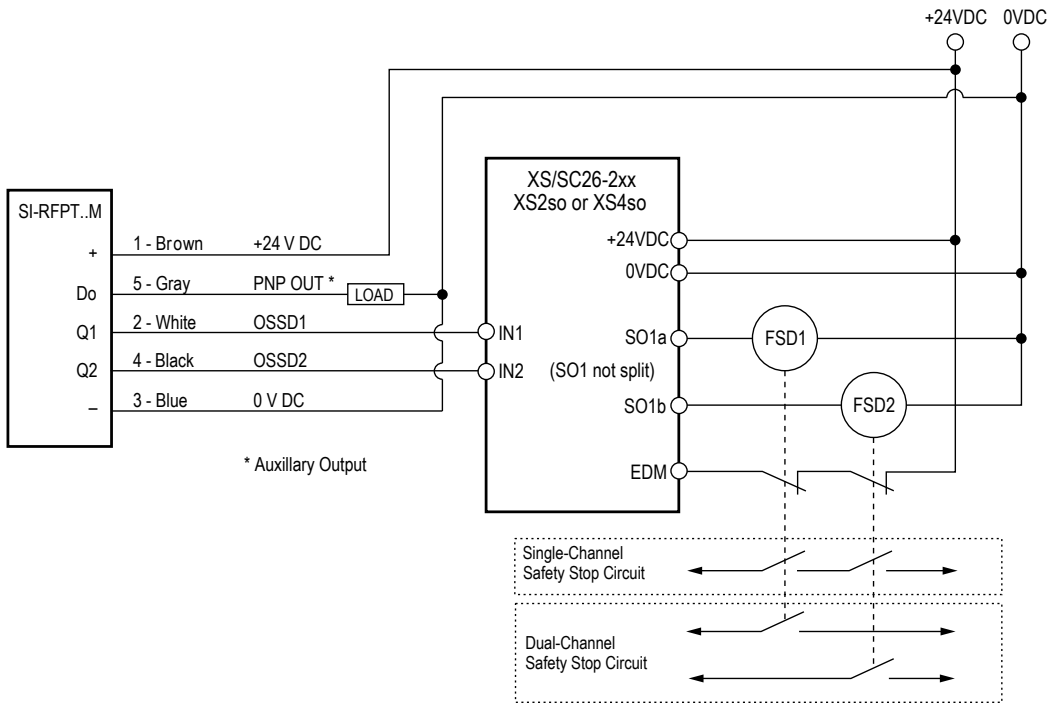 +24VDC 0VDC
XS/SC26-2xx
XS2so or XS4so
SI-RFPT..M
+ 1 - Brown +24 V DC
Do 5 - Gray PNP OUT * LOAD
Q1 2 - White OSSD1 IN1
Q2 4 - Black OSSD2 IN2
– 3 - Blue 0 V DC
* Auxillary Output
+24VDC
0VDC
SO1a FSD1
(SO1 not split)
SO1b FSD2
EDM
Single-Channel
Safety Stop Circuit
Dual-Channel
Safety Stop Circuit